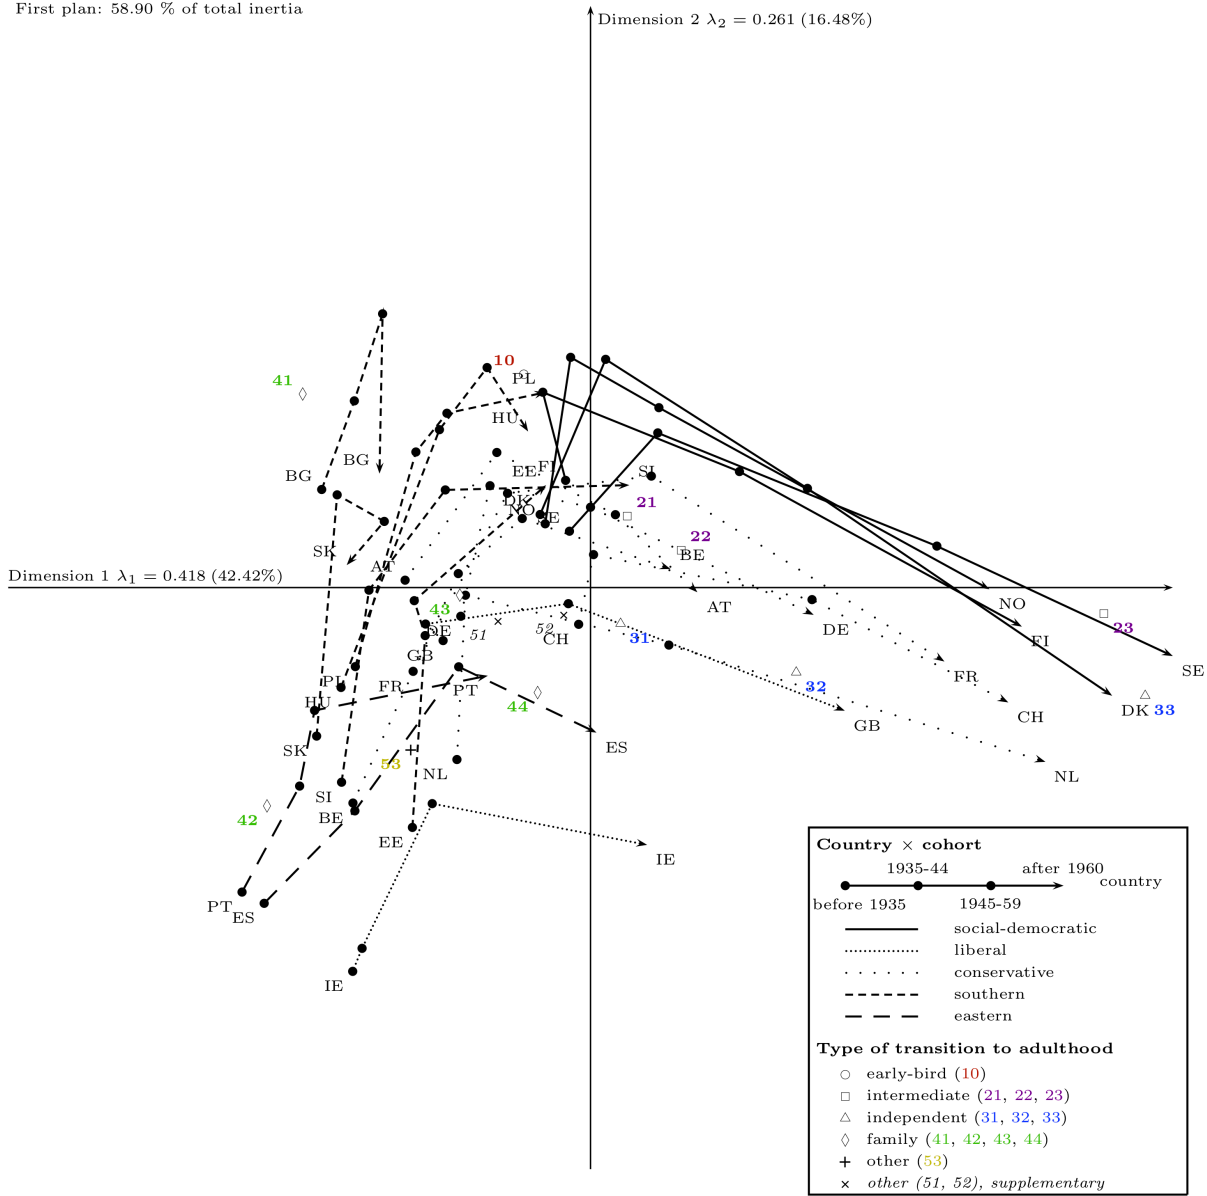 First plan: 58.90 % of total inertia
Dimension 2 λ₂ = 0.261 (16.48%)
41
10
PL
HU
BG
BG
EE
FI
SI
DK
NO
SE
21
22
BE
SK
AT
Dimension 1 λ₁ = 0.418 (42.42%)
AT
NO
43
DE
51
52
CH
31
DE
23
FI
SE
GB
FR
PL
FR
PT
32
HU
44
GB
CH
DK
33
SK
ES
53
NL
NL
SI
42
BE
EE
IE
PT
ES
IE
Country × cohort
1935-44
after 1960
country
before 1935
1945-59
social-democratic
liberal
conservative
southern
eastern
Type of transition to adulthood
early-bird (10)
intermediate (21, 22, 23)
independent (31, 32, 33)
family (41, 42, 43, 44)
other (53)
other (51, 52), supplementary